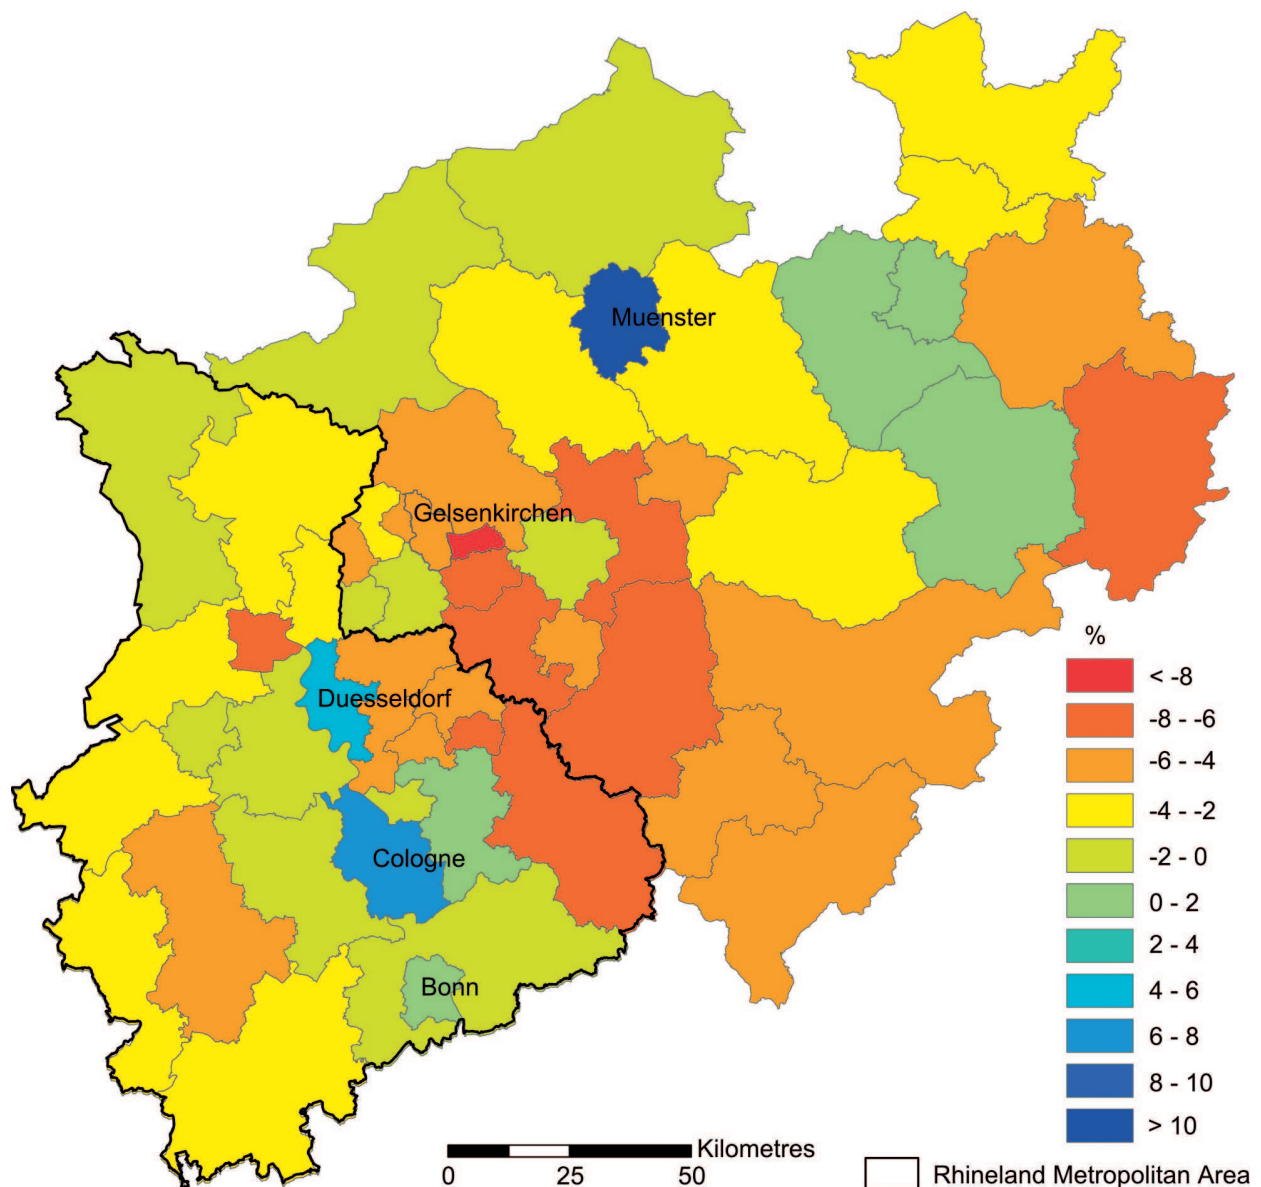 Muenster
Gelsenkirchen
Duesseldorf
Cologne
Bonn
%
< -8
-8 - -6
-6 - -4
-4 - -2
-2 - 0
0 - 2
2 - 4
4 - 6
6 - 8
8 - 10
> 10
Kilometres
0 25 50
Rhineland Metropolitan Area